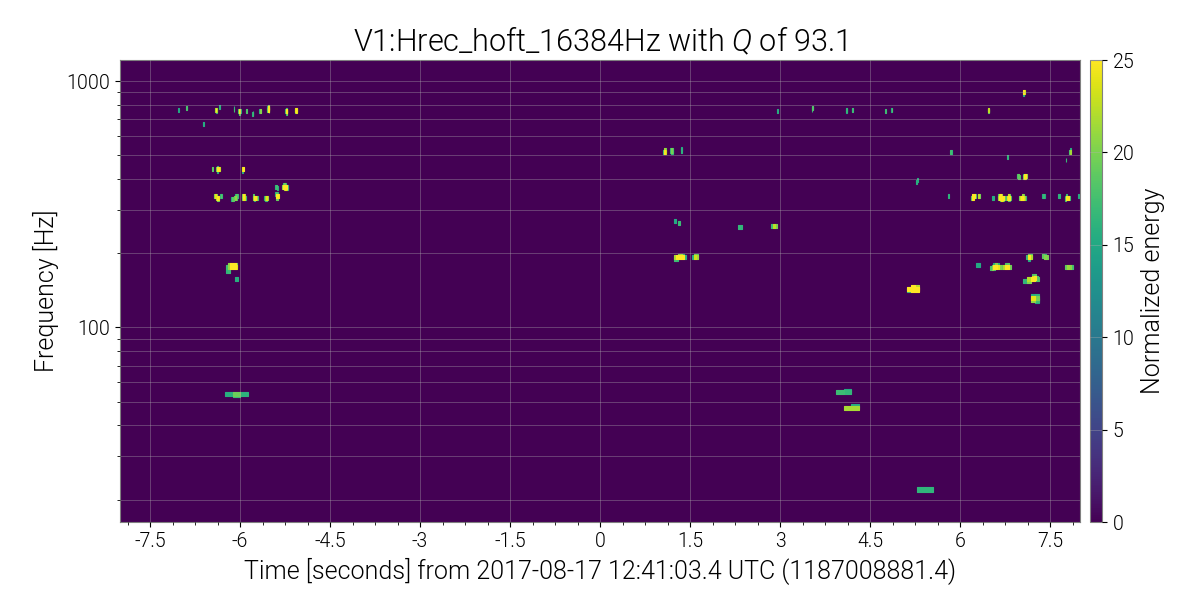 V1:Hrec_hoft_16384Hz with Q of 93.1
1000
100
Frequency [Hz]
-7.5 -6 -4.5 -3 -1.5 0 1.5 3 4.5 6 7.5
Time [seconds] from 2017-08-17 12:41:03.4 UTC (1187008881.4)
25
20
15
10
5
0
Normalized energy